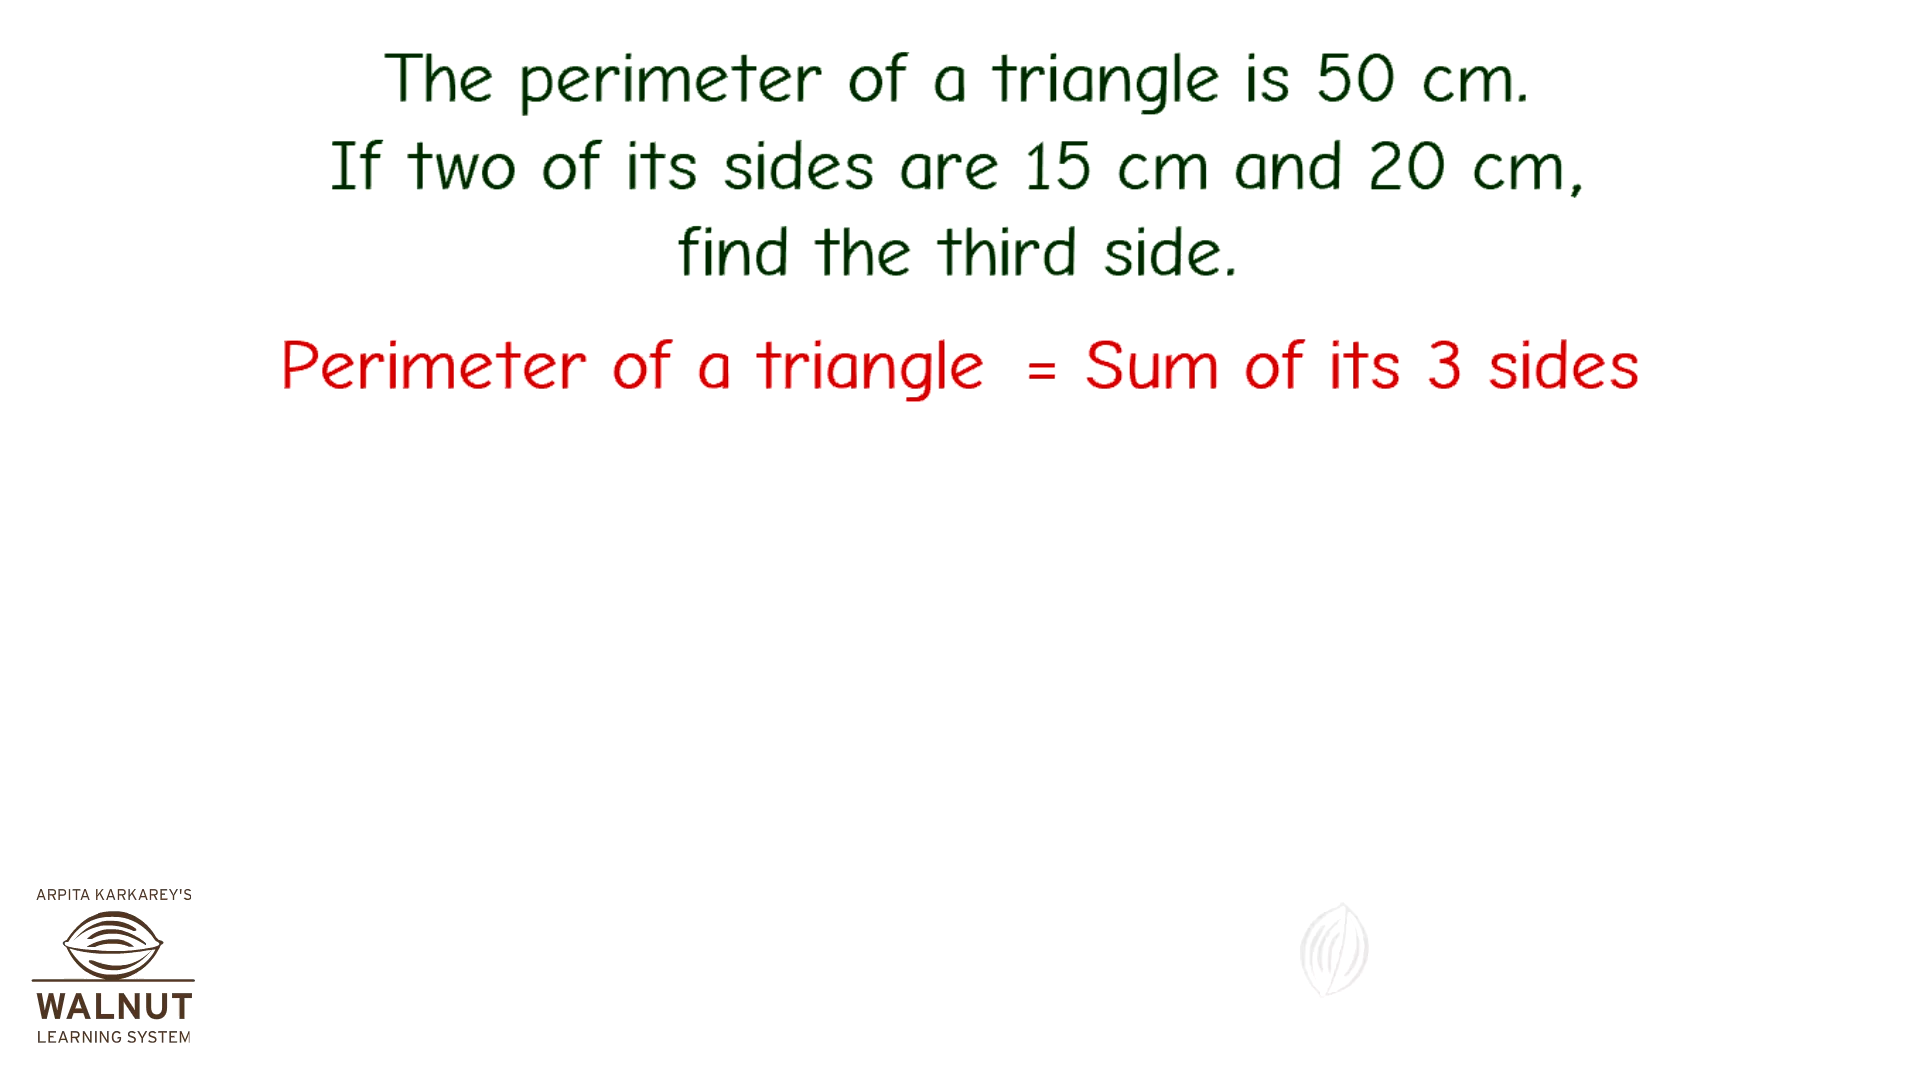 The perimeter of a triangle is 50 cm.
If two of its sides are 15 cm and 20 cm,
find the third side.
Perimeter of a triangle = Sum of its 3 sides
ARPITA KARKAREY'S
WALNUT
LEARNING SYSTEM